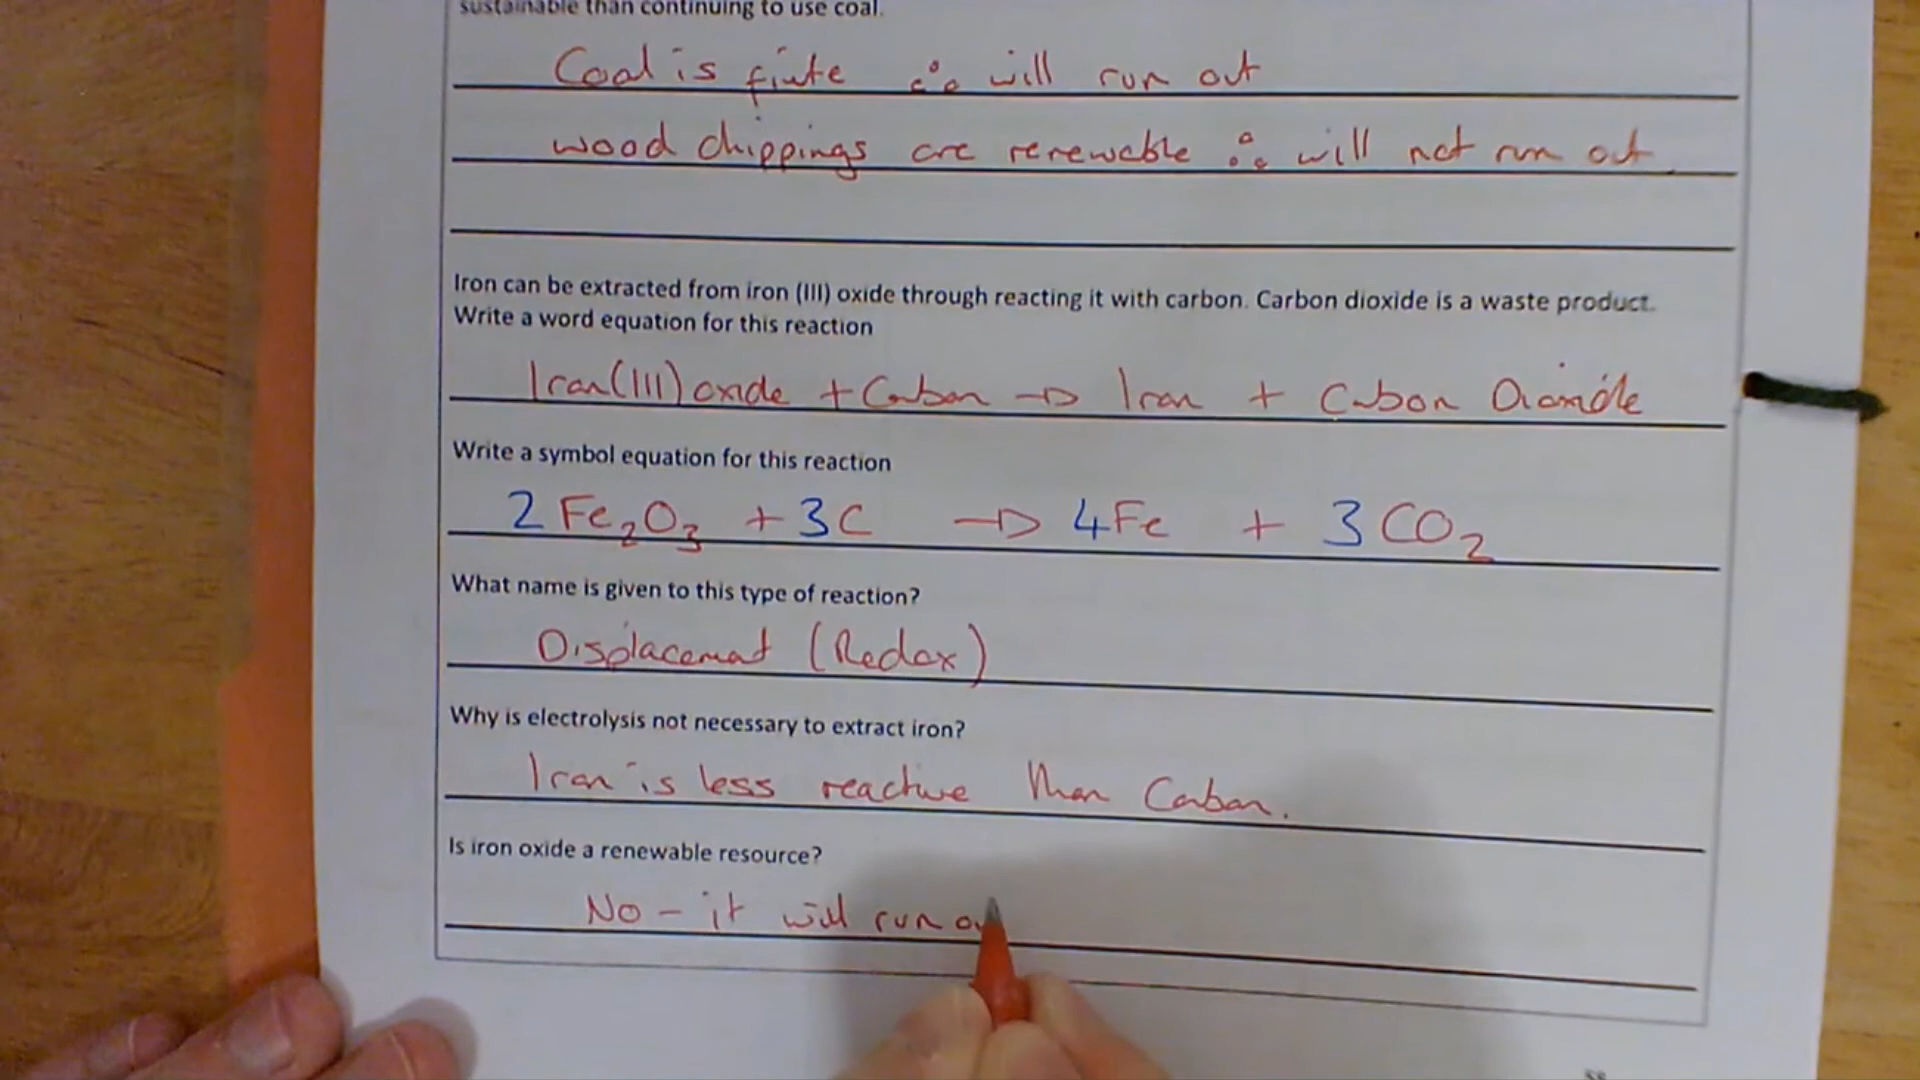 sustainable than continuing to use coal.
Coal is finite ∴ will run out
wood chippings are renewable ∴ will not run out
Iron can be extracted from iron (III) oxide through reacting it with carbon. Carbon dioxide is a waste product.
Write a word equation for this reaction
Iron(III) oxide + Carbon → Iron + Carbon Dioxide
Write a symbol equation for this reaction
2Fe₂O₃ + 3C → 4Fe + 3CO₂
What name is given to this type of reaction?
Displacement (Redox)
Why is electrolysis not necessary to extract iron?
Iron is less reactive than Carbon.
Is iron oxide a renewable resource?
No - it will run